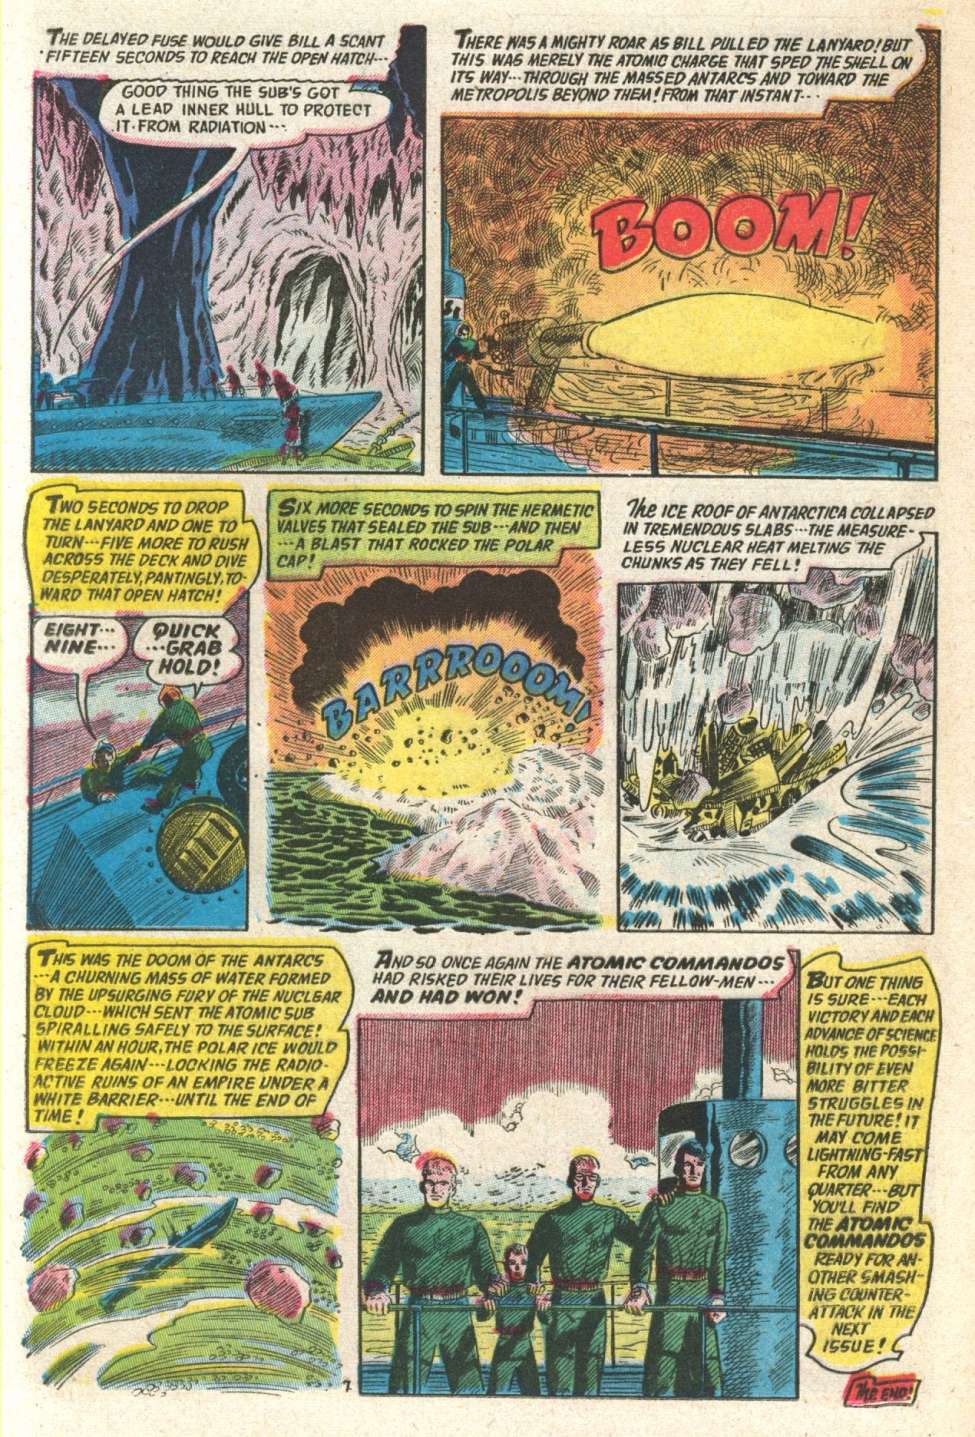 THE DELAYED FUSE WOULD GIVE BILL A SCANT
FIFTEEN SECONDS TO REACH THE OPEN HATCH---
GOOD THING THE SUB'S GOT
A LEAD INNER HULL TO PROTECT
IT FROM RADIATION---
THERE WAS A MIGHTY ROAR AS BILL PULLED THE LANYARD! BUT
THIS WAS MERELY THE ATOMIC CHARGE THAT SPED THE SHELL ON
ITS WAY---THROUGH THE MASSED ANTARCS AND TOWARD THE
METROPOLIS BEYOND THEM! FROM THAT INSTANT---
BOOM!
TWO SECONDS TO DROP
THE LANYARD AND ONE TO
TURN---FIVE MORE TO RUSH
ACROSS THE DECK AND DIVE
DESPERATELY, PANTINGLY, TO-
WARD THAT OPEN HATCH!
EIGHT---
NINE---
QUICK
---GRAB
HOLD!
SIX MORE SECONDS TO SPIN THE HERMETIC
VALVES THAT SEALED THE SUB---AND THEN
---A BLAST THAT ROCKED THE POLAR
CAP!
BARRRROOOM!
THE ICE ROOF OF ANTARCTICA COLLAPSED
IN TREMENDOUS SLABS---THE MEASURE-
LESS NUCLEAR HEAT MELTING THE
CHUNKS AS THEY FELL!
THIS WAS THE DOOM OF THE ANTARCS
---A CHURNING MASS OF WATER FORMED
BY THE UPSURGING FURY OF THE NUCLEAR
CLOUD---WHICH SENT THE ATOMIC SUB
SPIRALLING SAFELY TO THE SURFACE!
WITHIN AN HOUR, THE POLAR ICE WOULD
FREEZE AGAIN---LOCKING THE RADIO-
ACTIVE RUINS OF AN EMPIRE UNDER A
WHITE BARRIER---UNTIL THE END OF
TIME!
7
AND SO ONCE AGAIN THE ATOMIC COMMANDOS
HAD RISKED THEIR LIVES FOR THEIR FELLOW-MEN---
AND HAD WON!
BUT ONE THING
IS SURE---EACH
VICTORY AND EACH
ADVANCE OF SCIENCE
HOLDS THE POSSI-
BILITY OF EVEN
MORE BITTER
STRUGGLES IN
THE FUTURE! IT
MAY COME
LIGHTNING-FAST
FROM ANY
QUARTER---BUT
YOU'LL FIND
THE ATOMIC
COMMANDOS
READY FOR AN-
OTHER SMASH-
ING COUNTER-
ATTACK IN THE
NEXT
ISSUE!
THE END!